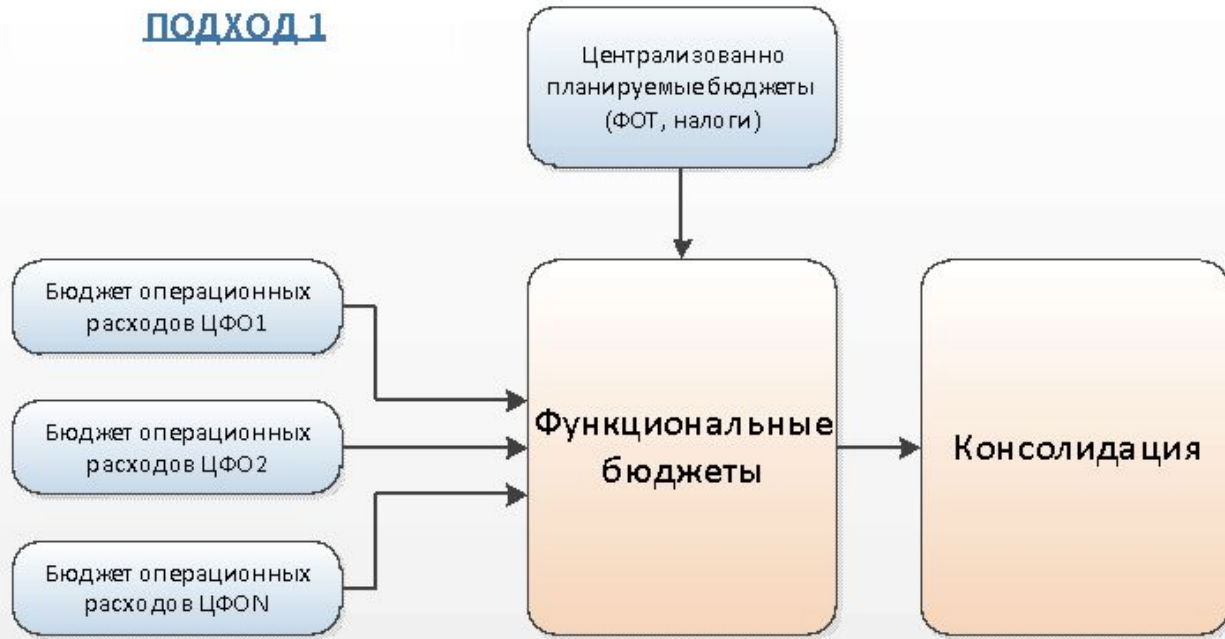 ПОДХОД 1
Централизованно
планируемые бюджеты
(ФОТ, налоги)
Бюджет операционных
расходов ЦФО1
Бюджет операционных
расходов ЦФО2
Бюджет операционных
расходов ЦФОN
Функциональные
бюджеты
Консолидация